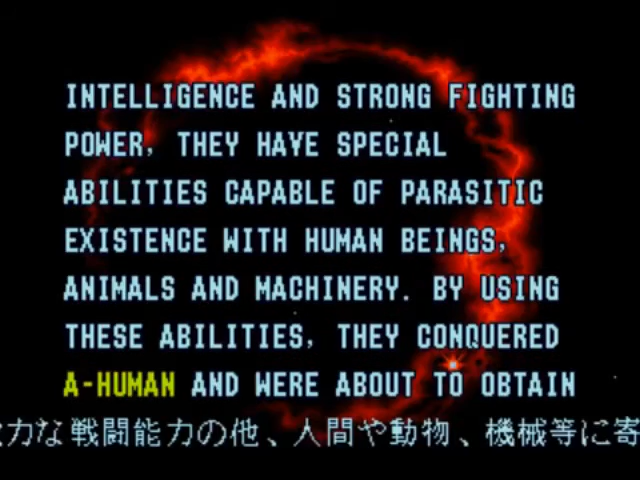 INTELLIGENCE AND STRONG FIGHTING
POWER, THEY HAVE SPECIAL
ABILITIES CAPABLE OF PARASITIC
EXISTENCE WITH HUMAN BEINGS,
ANIMALS AND MACHINERY. BY USING
THESE ABILITIES, THEY CONQUERED
A-HUMAN AND WERE ABOUT TO OBTAIN
力な戦闘能力の他、人間や動物、機械等に寄